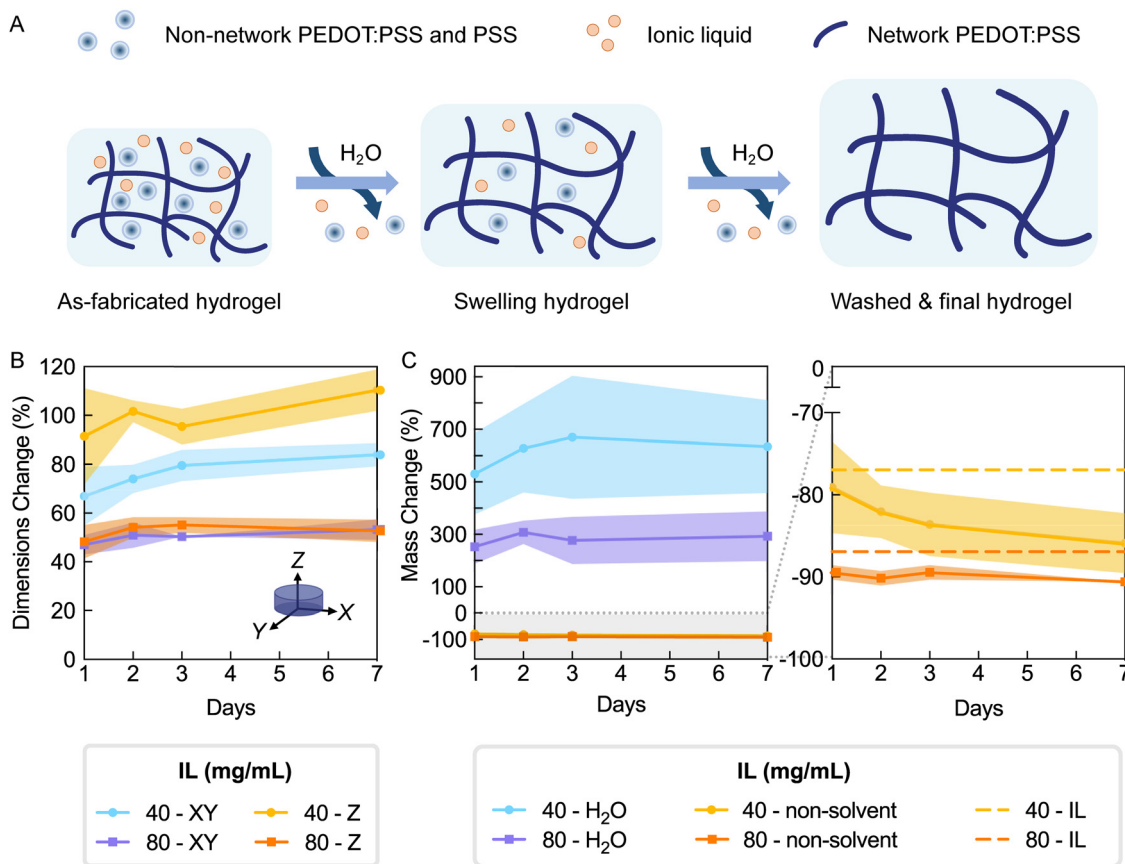 A
Non-network PEDOT:PSS and PSS
Ionic liquid
Network PEDOT:PSS
H₂O
H₂O
As-fabricated hydrogel
Swelling hydrogel
Washed & final hydrogel
B
Dimensions Change (%)
120
100
80
60
40
20
0
Z
Y
X
1 2 3 4 5 6 7
Days
C
Mass Change (%)
900
700
500
300
100
0
-100
1 2 3 4 5 6 7
Days
0
-70
-80
-90
-100
1 2 3 4 5 6 7
Days
IL (mg/mL)
40 - XY 40 - Z
80 - XY 80 - Z
IL (mg/mL)
40 - H₂O 40 - non-solvent 40 - IL
80 - H₂O 80 - non-solvent 80 - IL